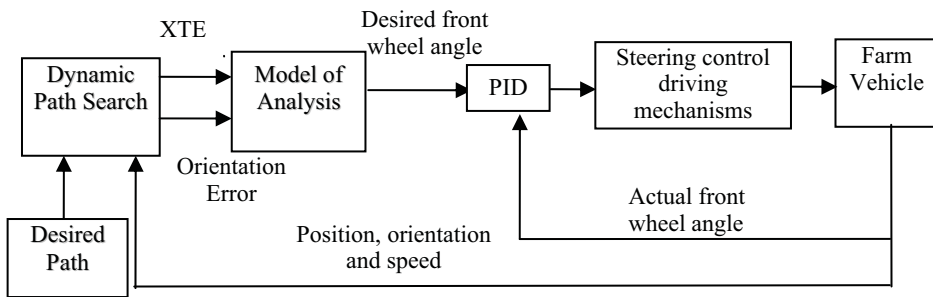 XTE
Desired front
wheel angle
Dynamic
Path Search
Model of
Analysis
PID
Steering control
driving
mechanisms
Farm
Vehicle
Orientation
Error
Desired
Path
Position, orientation
and speed
Actual front
wheel angle